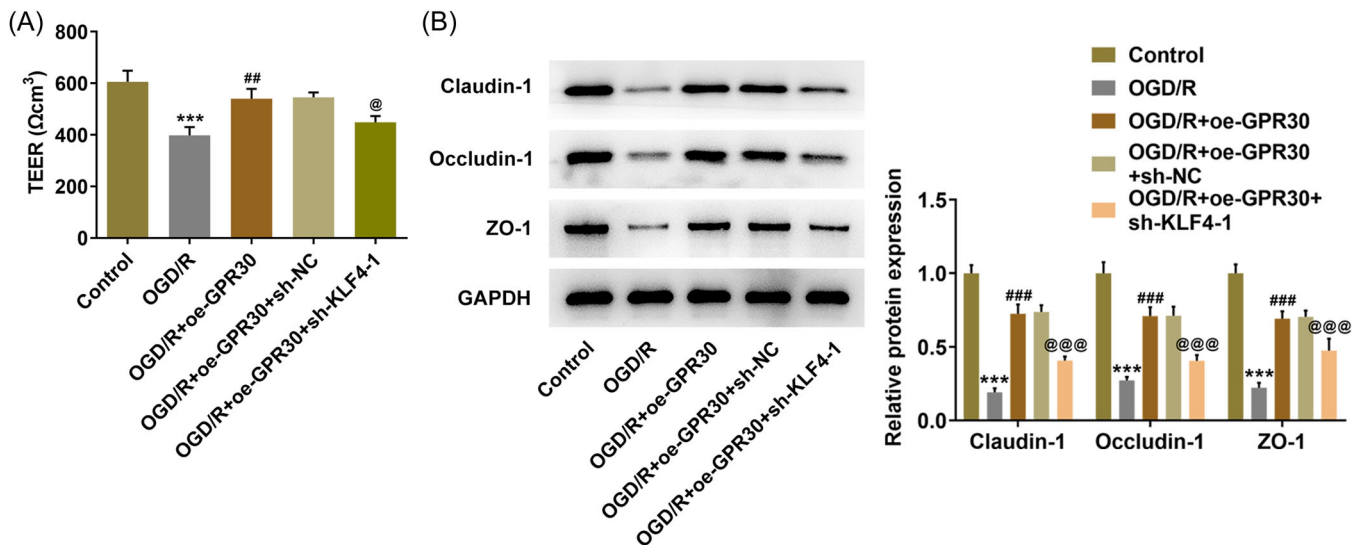 (A)
TEER (Ωcm³)
800
600
400
200
0
***
##
@
Control
OGD/R
OGD/R+oe-GPR30
OGD/R+oe-GPR30+sh-NC
OGD/R+oe-GPR30+sh-KLF4-1
(B)
Claudin-1
Occludin-1
ZO-1
GAPDH
Control
OGD/R
OGD/R+oe-GPR30
OGD/R+oe-GPR30+sh-NC
OGD/R+oe-GPR30+sh-KLF4-1
Control
OGD/R
OGD/R+oe-GPR30
OGD/R+oe-GPR30
+sh-NC
OGD/R+oe-GPR30+
sh-KLF4-1
Relative protein expression
1.5
1.0
0.5
0.0
***
###
@@@
***
###
@@@
***
###
@@@
Claudin-1
Occludin-1
ZO-1